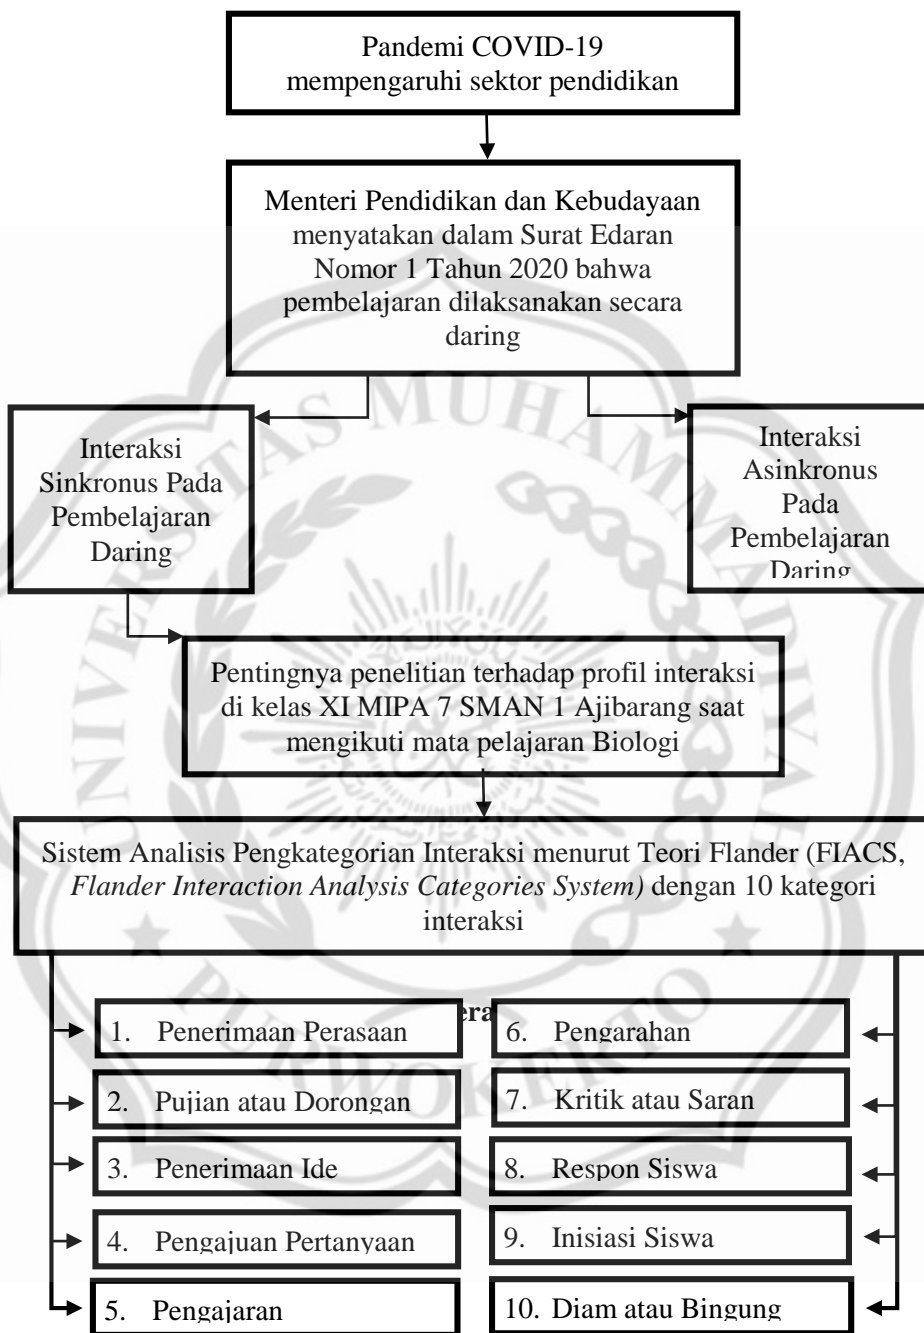 Pandemi COVID-19
mempengaruhi sektor pendidikan
Menteri Pendidikan dan Kebudayaan
menyatakan dalam Surat Edaran
Nomor 1 Tahun 2020 bahwa
pembelajaran dilaksanakan secara
daring
Interaksi
Sinkronus Pada
Pembelajaran
Daring
Interaksi
Asinkronus
Pada
Pembelajaran
Daring
Pentingnya penelitian terhadap profil interaksi
di kelas XI MIPA 7 SMAN 1 Ajibarang saat
mengikuti mata pelajaran Biologi
Sistem Analisis Pengkategorian Interaksi menurut Teori Flander (FIACS,
Flander Interaction Analysis Categories System) dengan 10 kategori
interaksi
1. Penerimaan Perasaan
2. Pujian atau Dorongan
3. Penerimaan Ide
4. Pengajuan Pertanyaan
5. Pengajaran
6. Pengarahan
7. Kritik atau Saran
8. Respon Siswa
9. Inisiasi Siswa
10. Diam atau Bingung
UNIVERSITAS MUHAMMADIYAH
PURWOKERTO